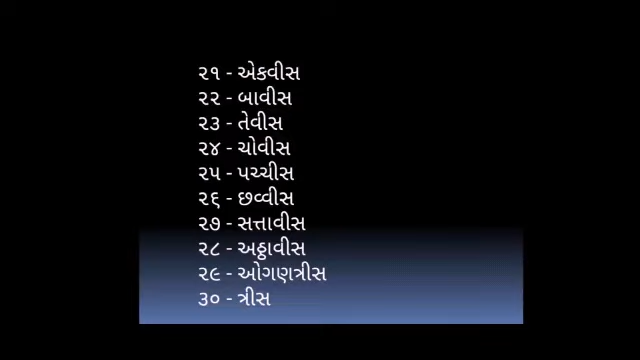 ૨૧ - એકવીસ
૨૨ - બાવીસ
૨૩ - તેવીસ
૨૪ - ચોવીસ
૨૫ - પચ્ચીસ
૨૬ - છવ્વીસ
૨૭ - સત્તાવીસ
૨૮ - અઠ્ઠાવીસ
૨૯ - ઓગણત્રીસ
૩૦ - ત્રીસ